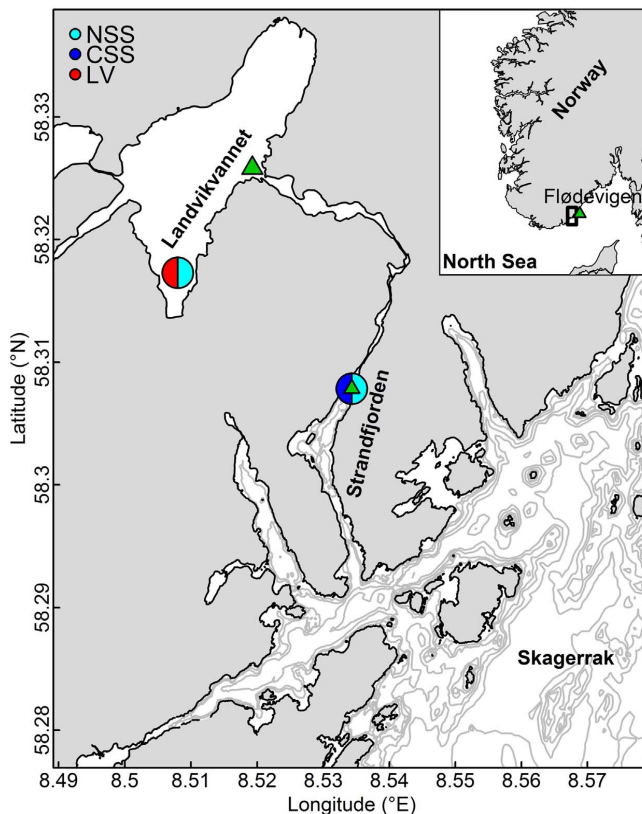 NSS
CSS
LV
Norway
Flødevigen
North Sea
Landvikvannet
Strandfjorden
Skagerrak
58.33
58.32
58.31
58.3
58.29
58.28
Latitude (°N)
8.49 8.5 8.51 8.52 8.53 8.54 8.55 8.56 8.57
Longitude (°E)